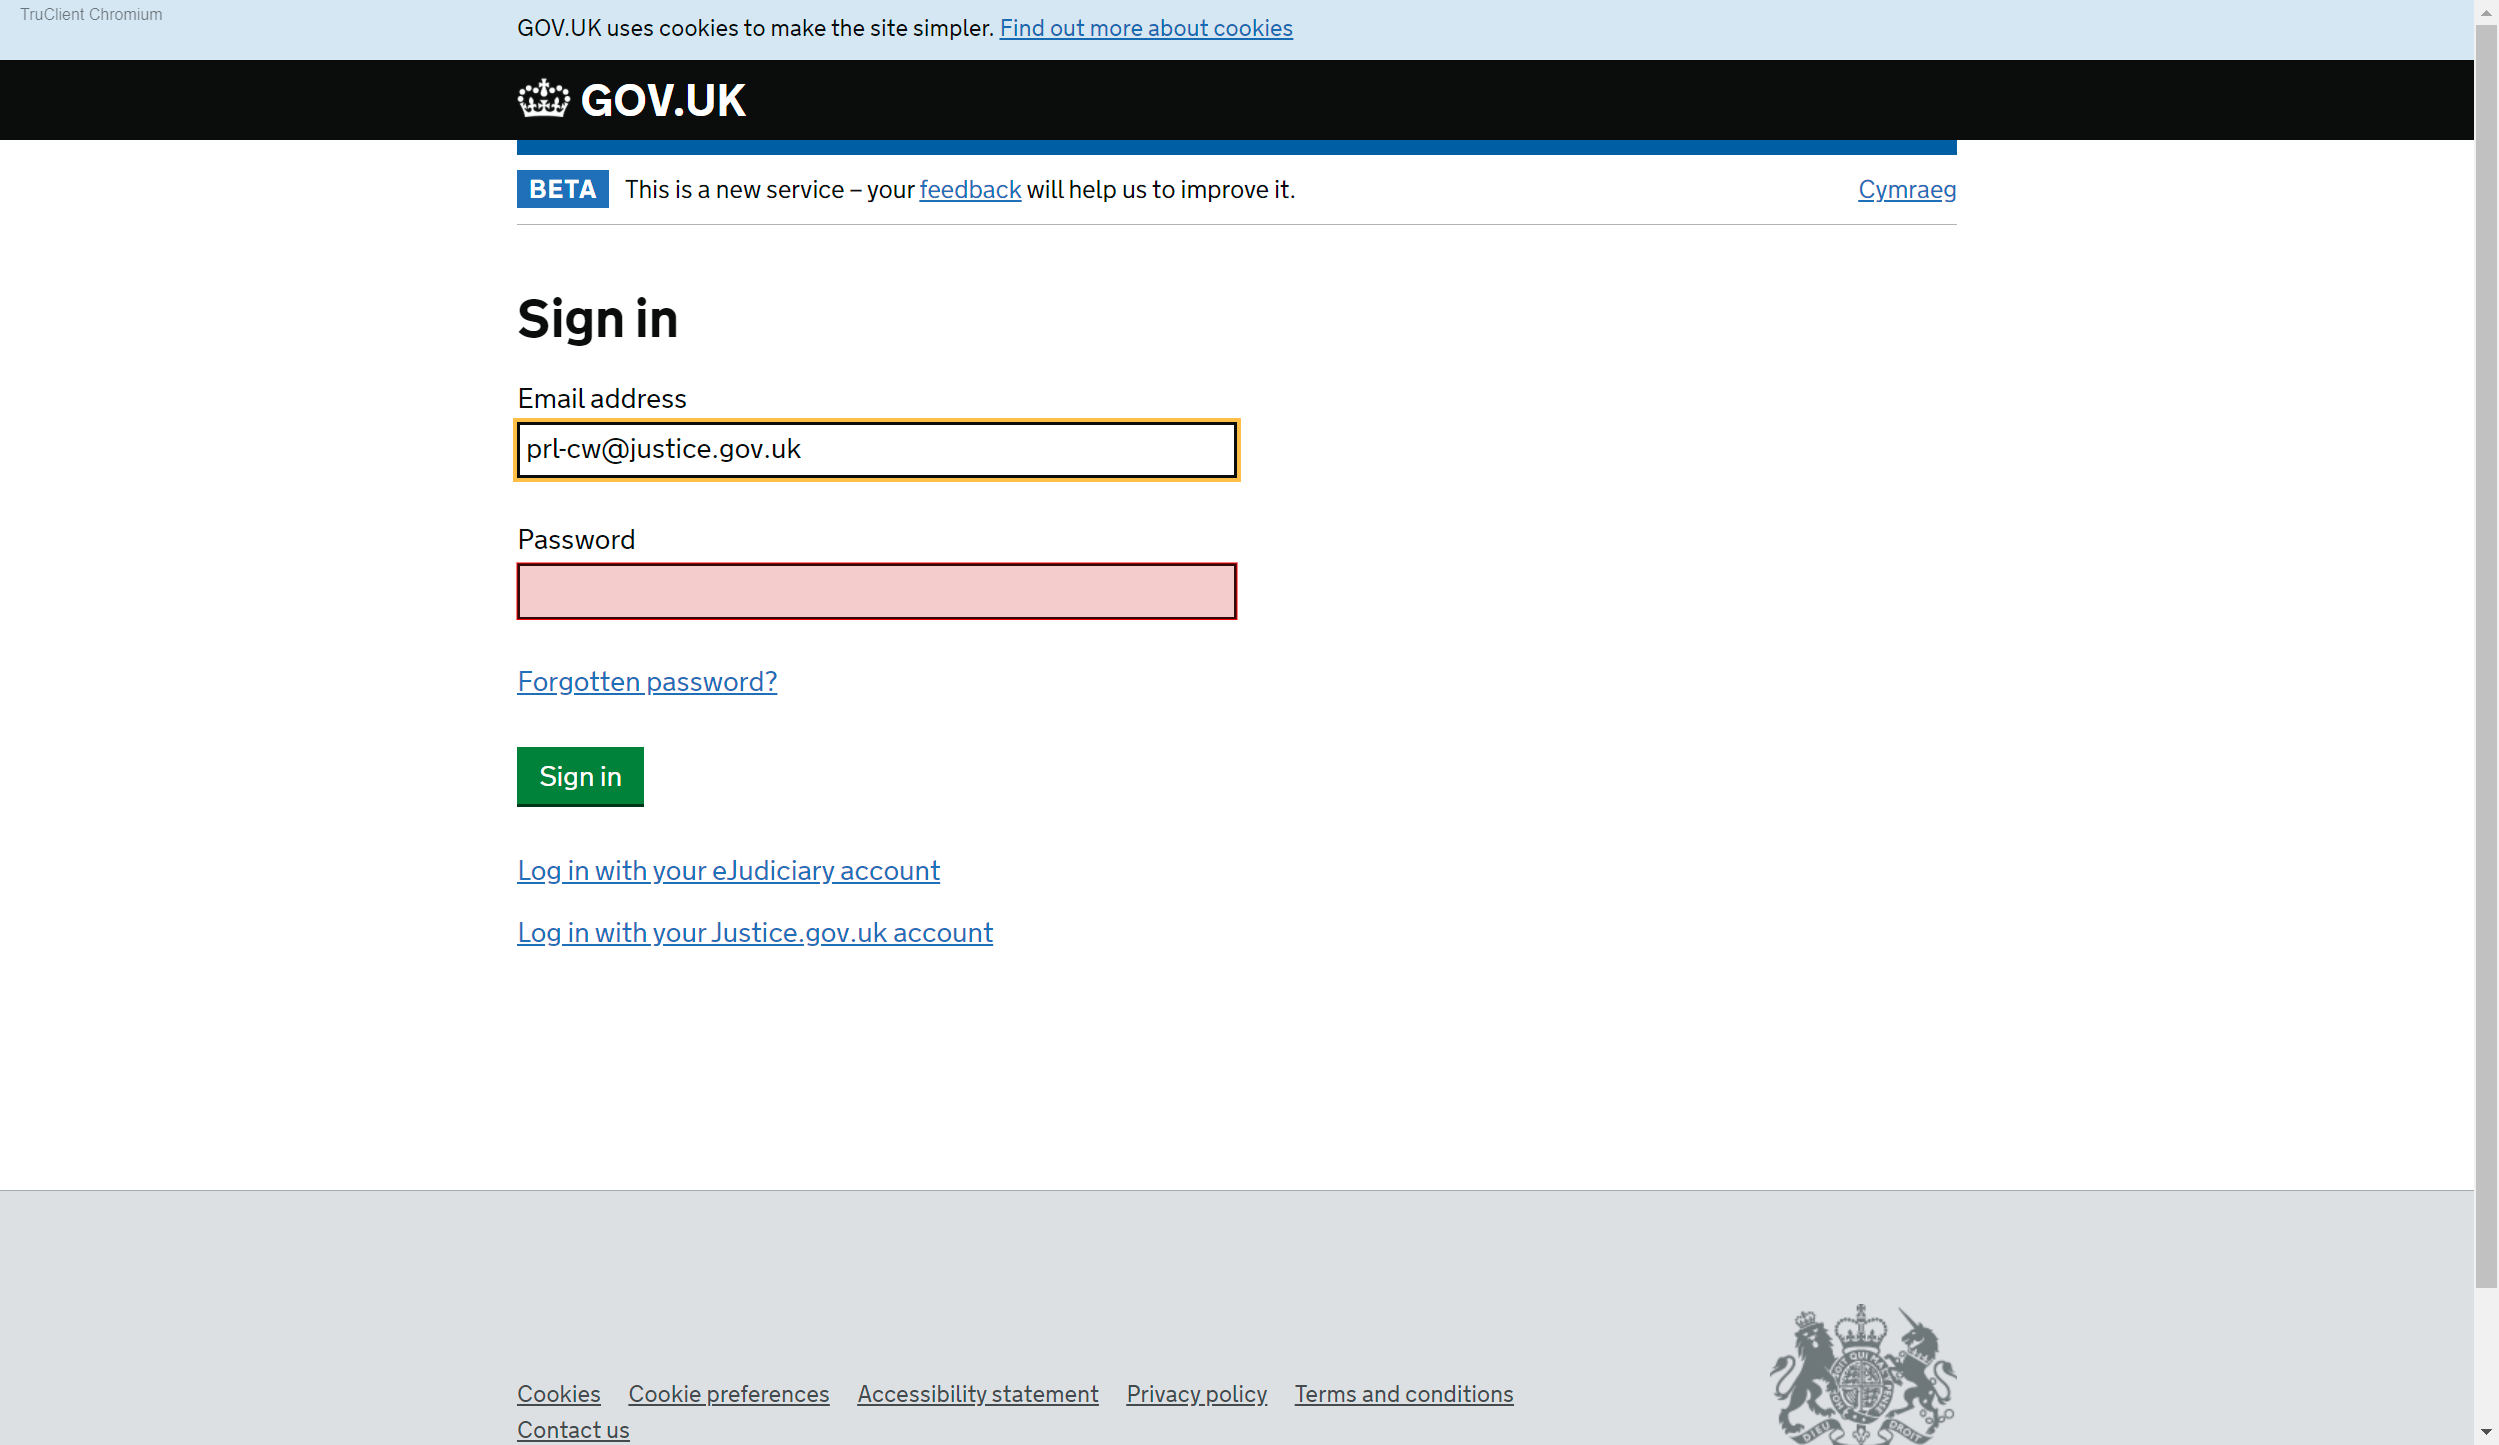 TruClient Chromium
GOV.UK uses cookies to make the site simpler. Find out more about cookies
GOV.UK
BETA This is a new service – your feedback will help us to improve it. Cymraeg
Sign in
Email address
prl-cw@justice.gov.uk
Password
Forgotten password?
Sign in
Log in with your eJudiciary account
Log in with your Justice.gov.uk account
Cookies Cookie preferences Accessibility statement Privacy policy Terms and conditions
Contact us
DIEU DROIT